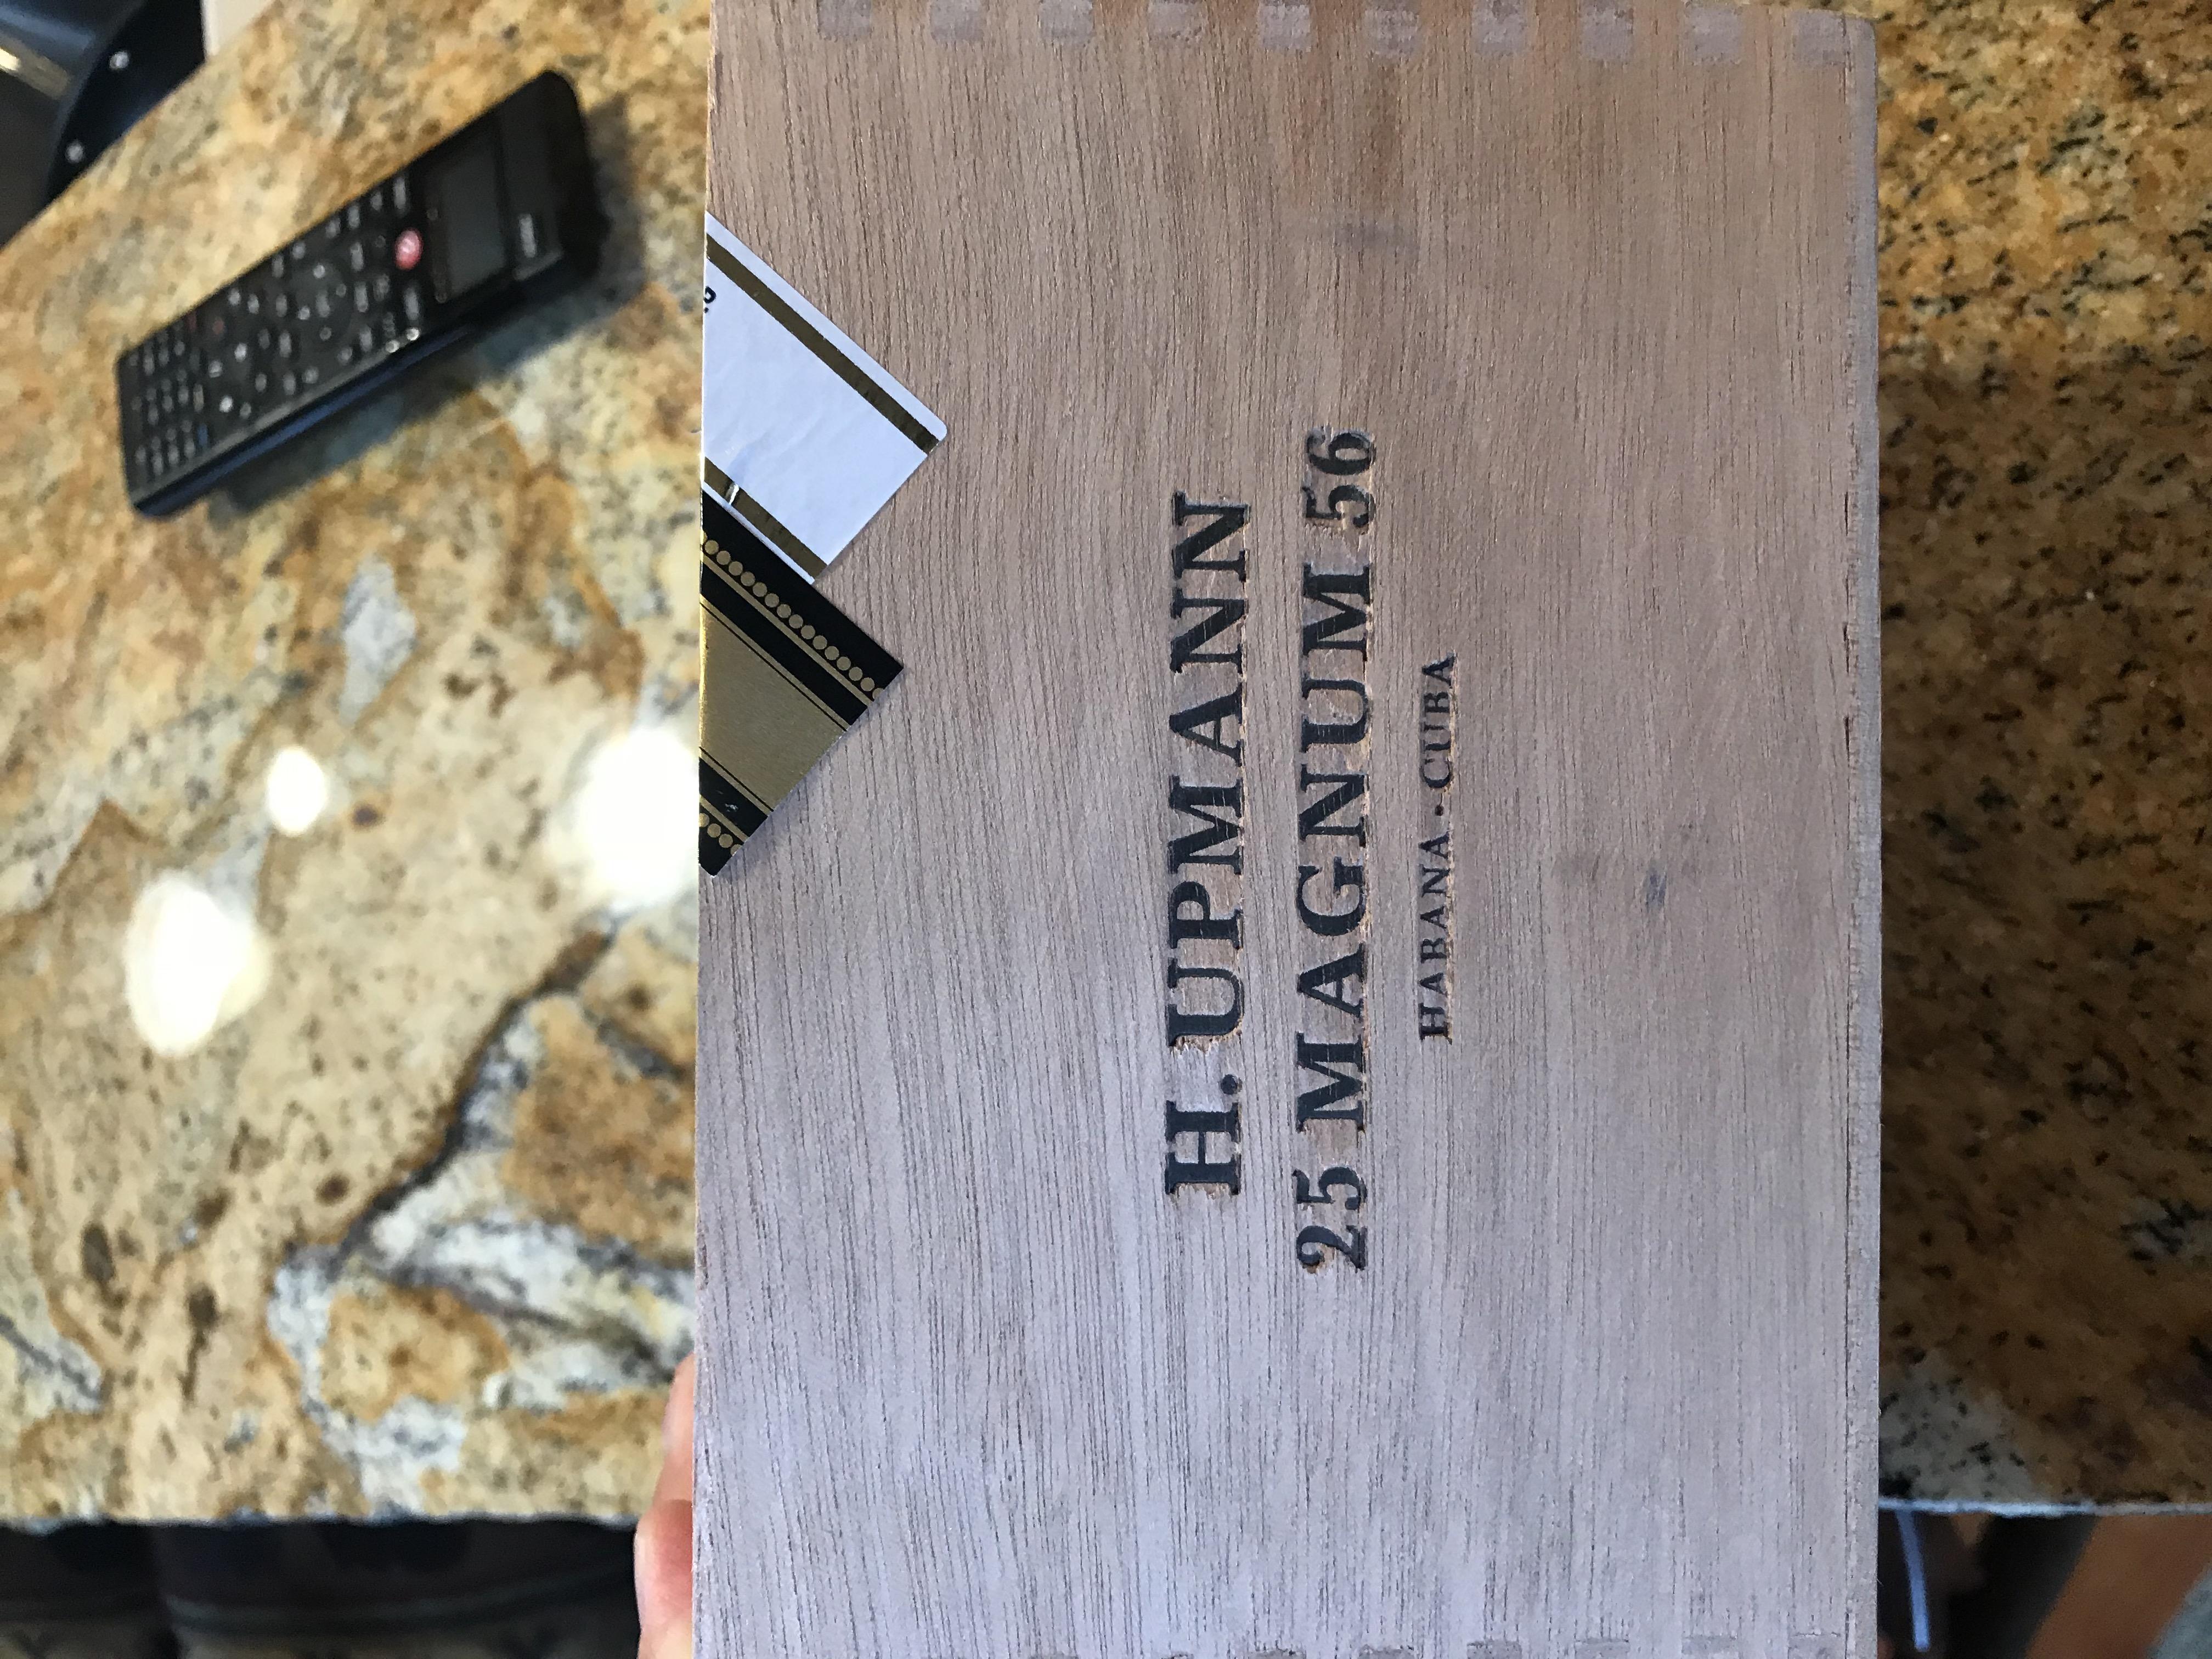 H. UPMANN
25 MAGNUM 56
HABANA • CUBA